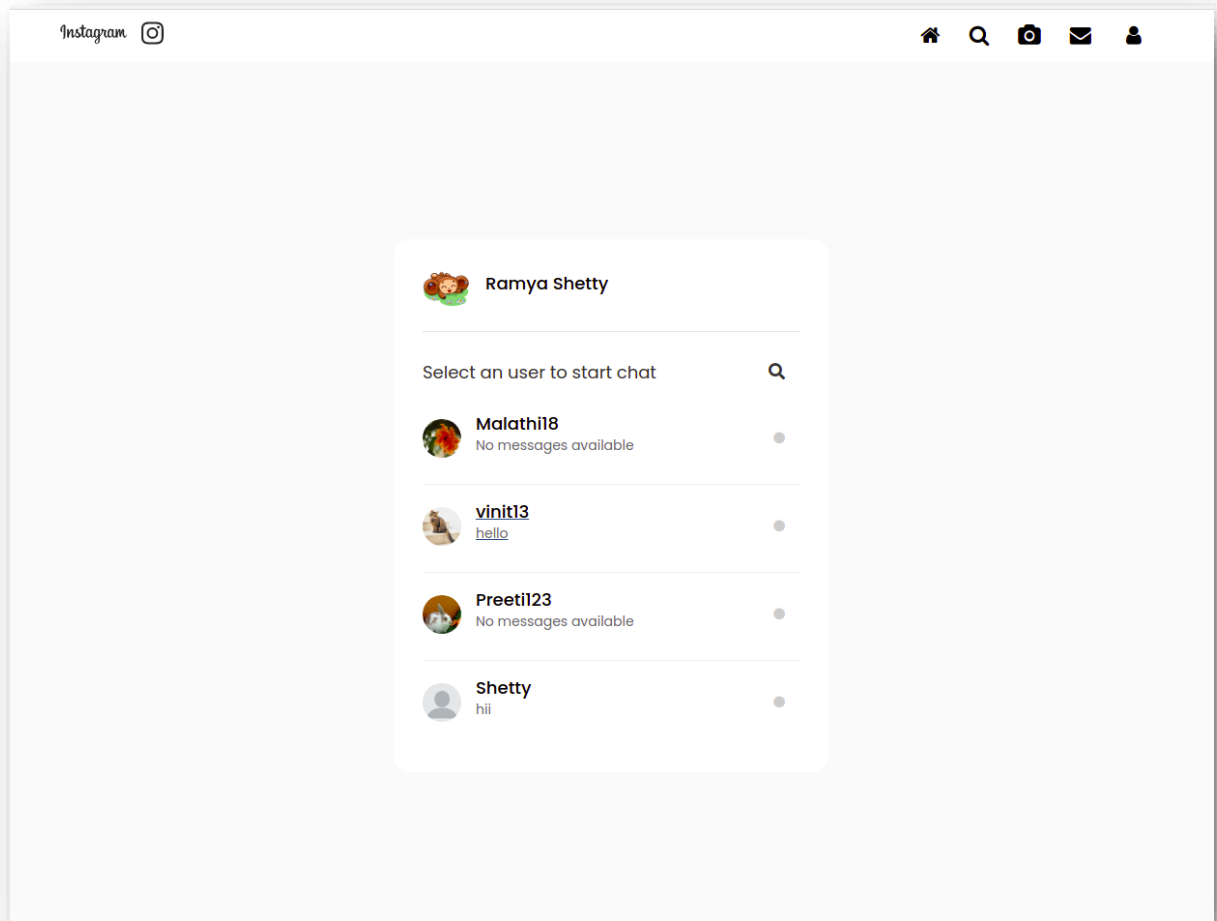 Instagram
Ramya Shetty
Select an user to start chat
Malathi18
No messages available
vinit13
hello
Preeti123
No messages available
Shetty
hii